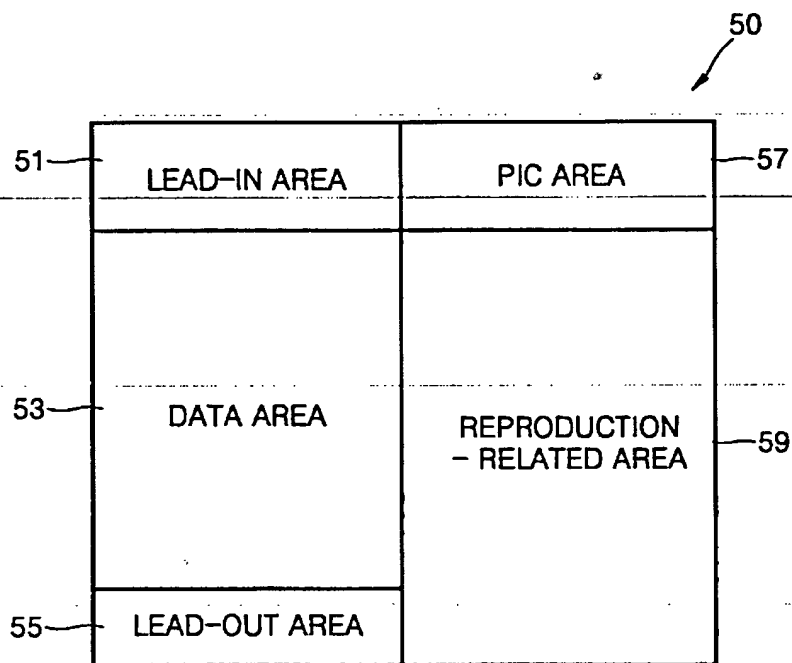 50
51
LEAD-IN AREA
PIC AREA
57
53
DATA AREA
REPRODUCTION
- RELATED AREA
59
55
LEAD-OUT AREA